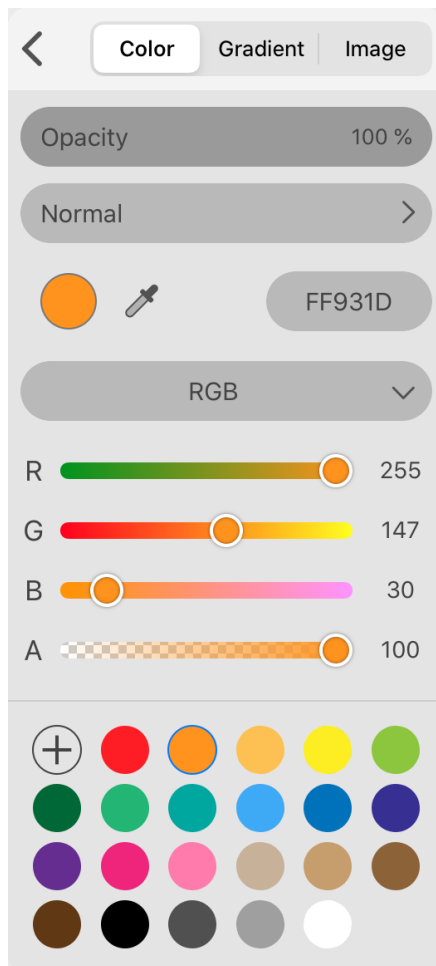 Color Gradient Image
Opacity 100 %
Normal
FF931D
RGB
R 255
G 147
B 30
A 100